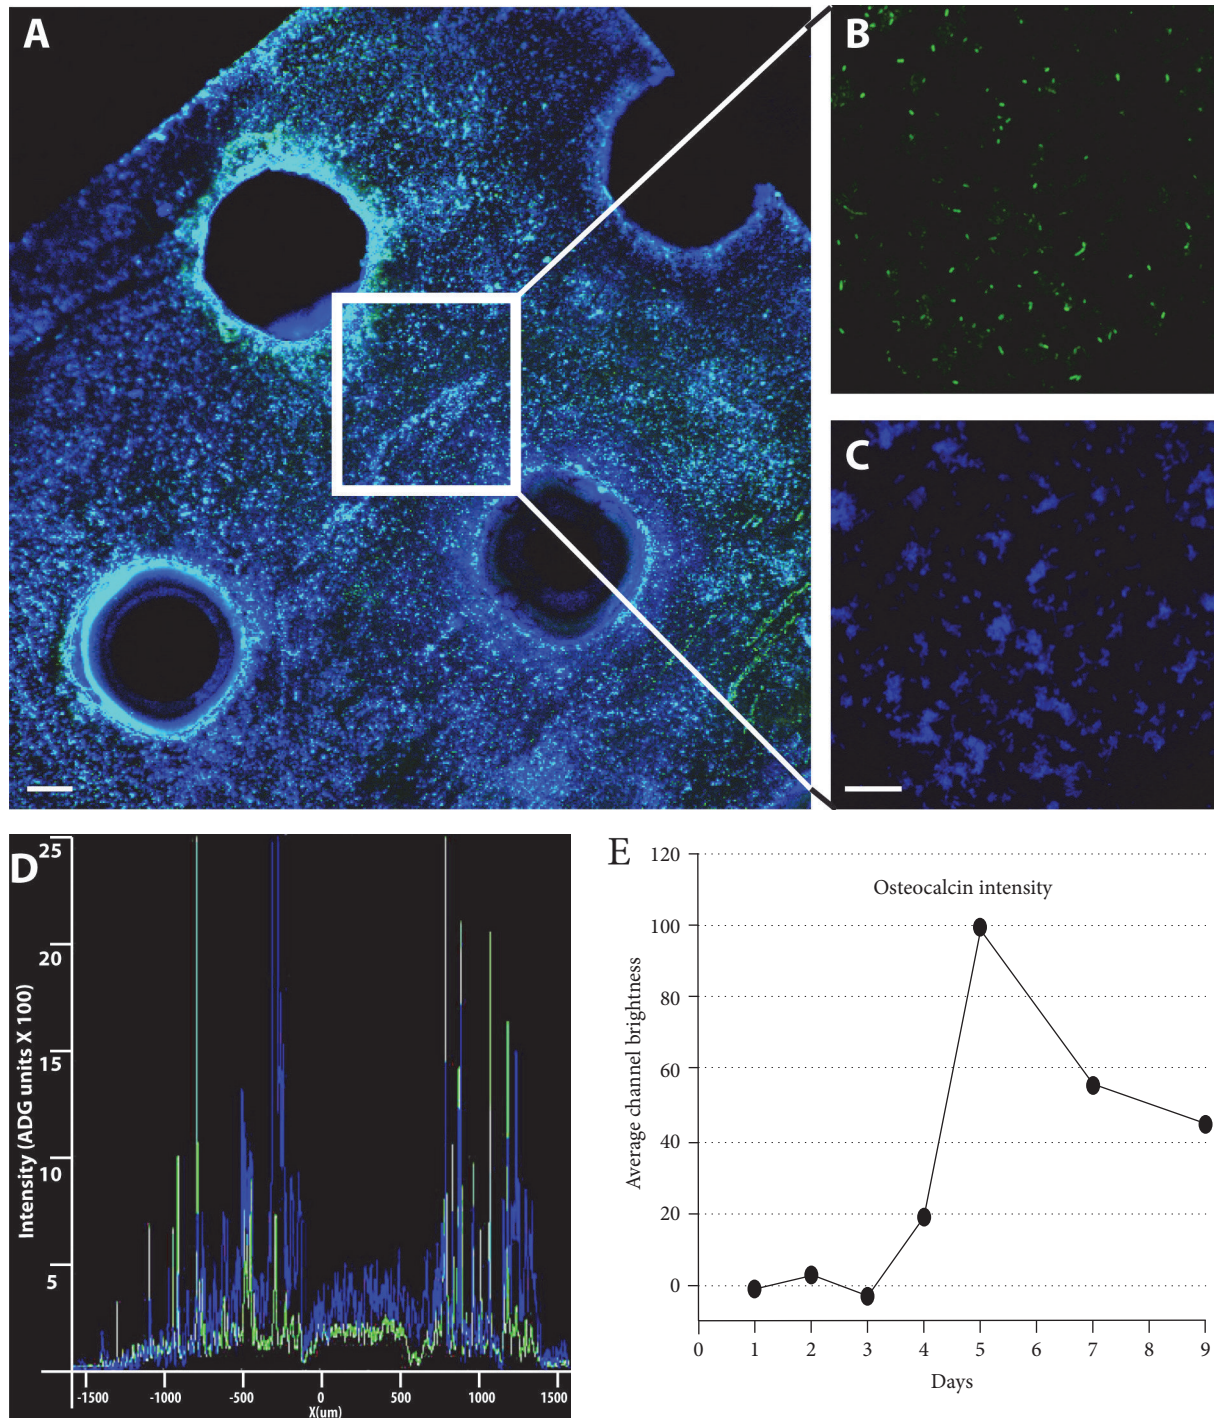 A
B
C
D
25
20
15
10
5
Intensity (ADG units X 100)
-1500 -1000 -500 0 500 1000 1500
X(um)
E
Osteocalcin intensity
120
100
80
60
40
20
0
Average channel brightness
0 1 2 3 4 5 6 7 8 9
Days